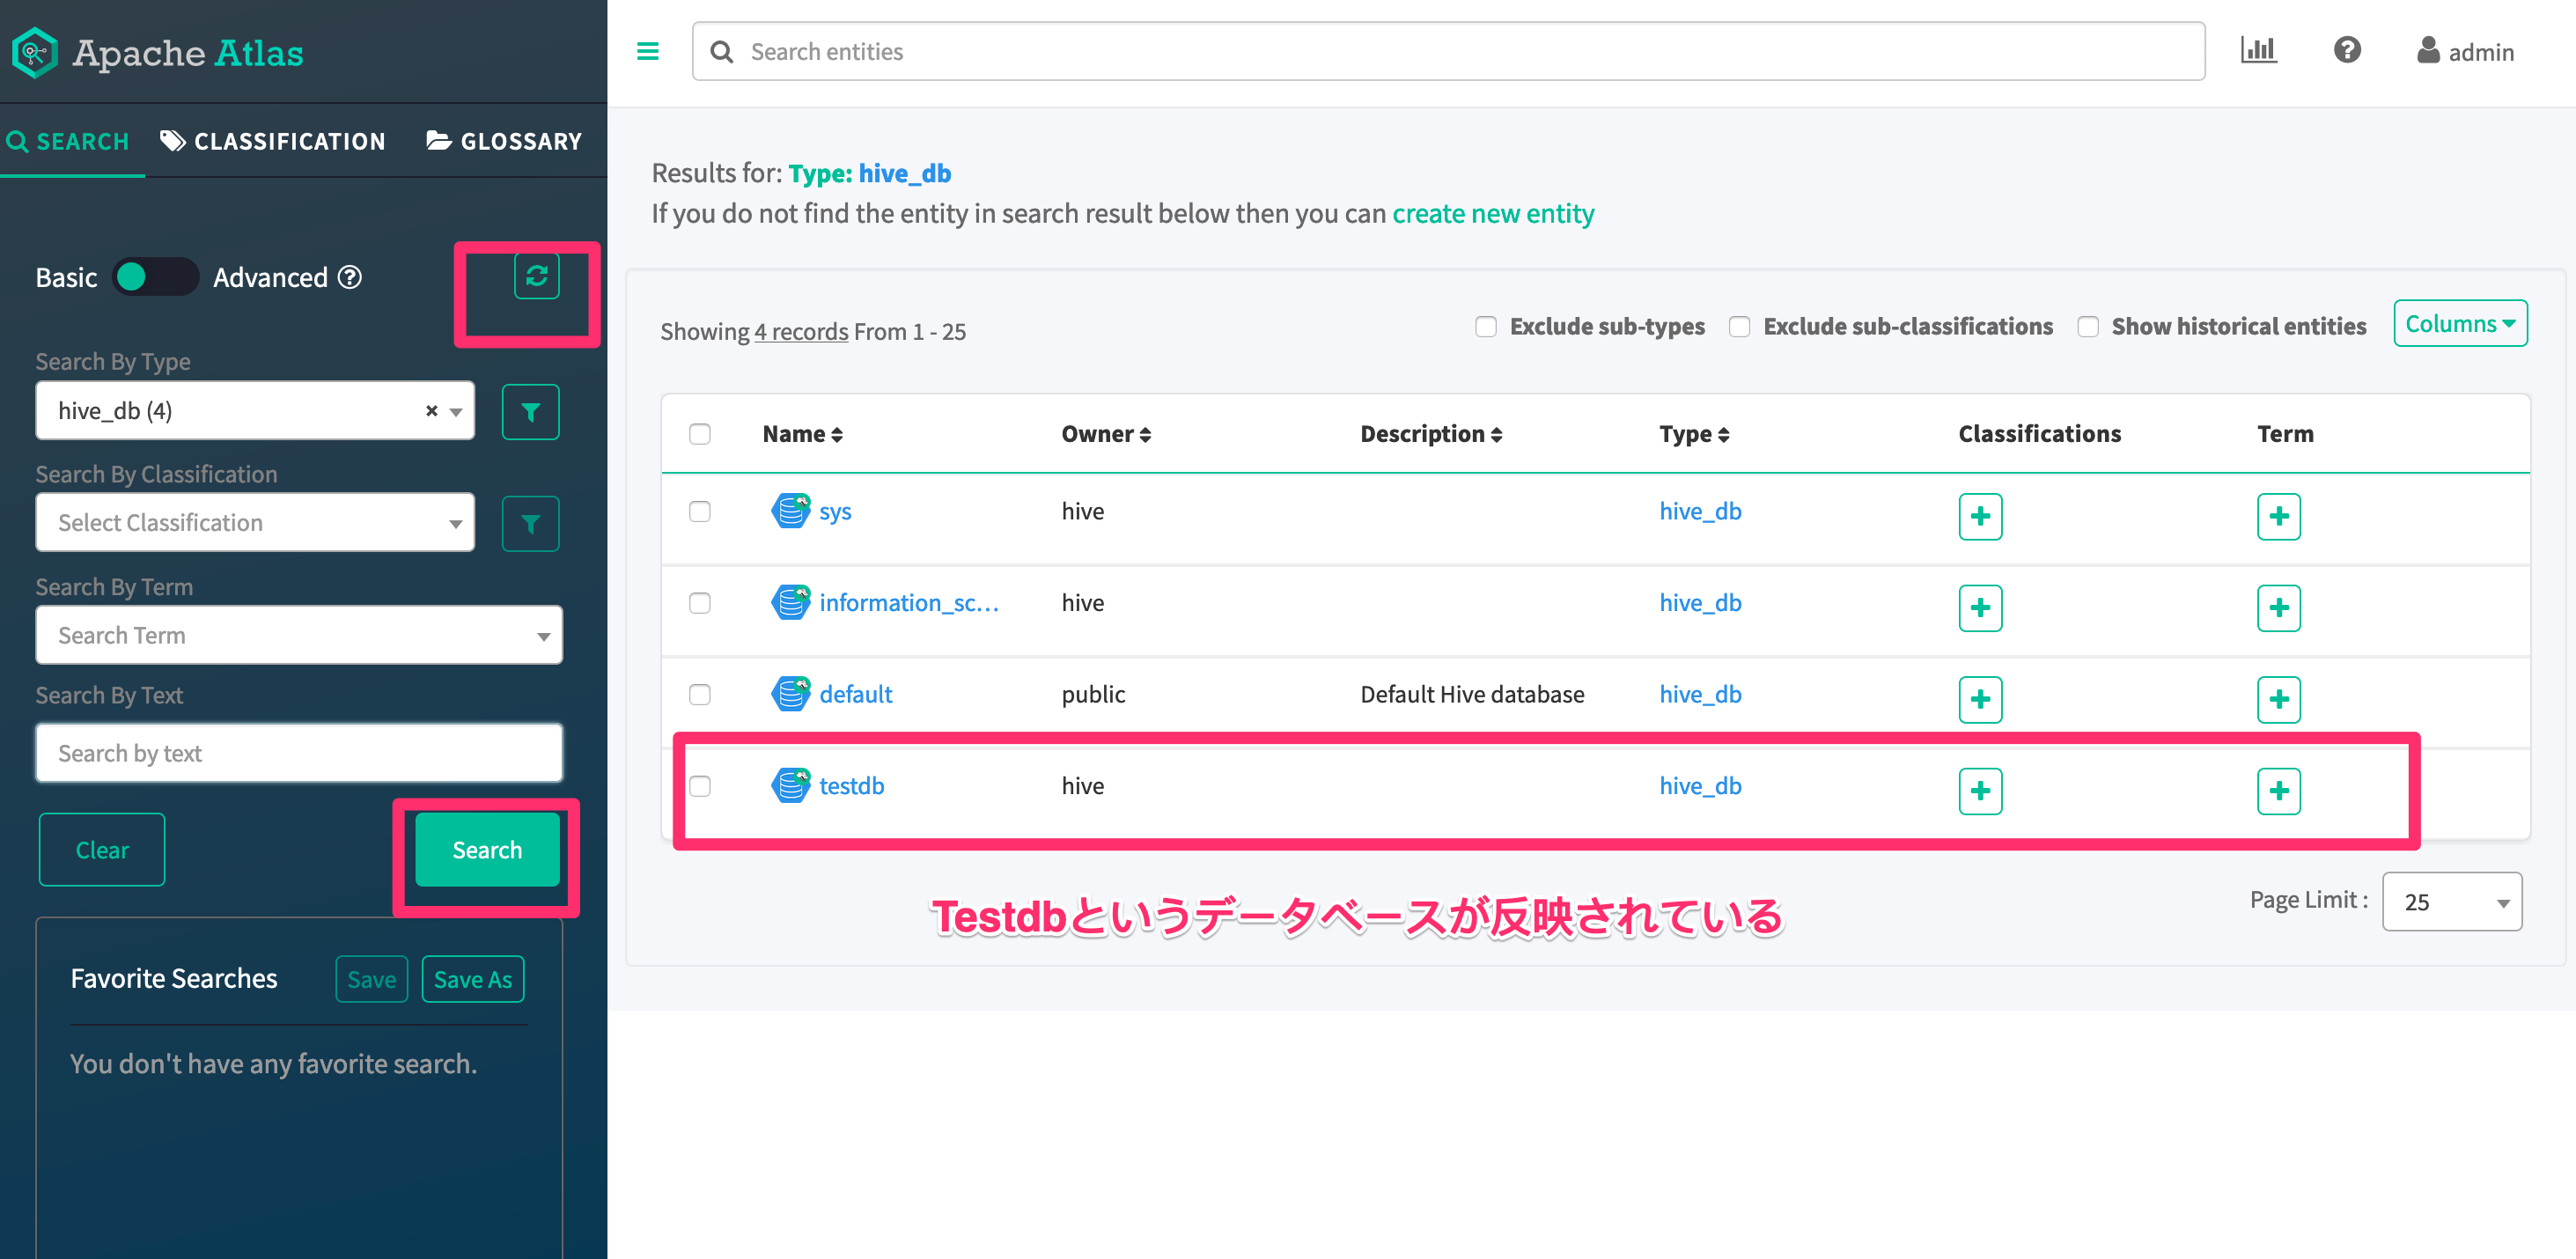 Apache Atlas
Search entities
admin
SEARCH CLASSIFICATION GLOSSARY
Results for: Type: hive_db
If you do not find the entity in search result below then you can create new entity
Basic Advanced
Showing 4 records From 1 - 25
Exclude sub-types Exclude sub-classifications Show historical entities Columns
Search By Type
hive_db (4)
Search By Classification
Select Classification
Search By Term
Search Term
Search By Text
Search by text
Clear Search
Favorite Searches Save Save As
You don't have any favorite search.
Name Owner Description Type Classifications Term
sys hive hive_db
information_sc... hive hive_db
default public Default Hive database hive_db
testdb hive hive_db
Testdbというデータベースが反映されている
Page Limit : 25